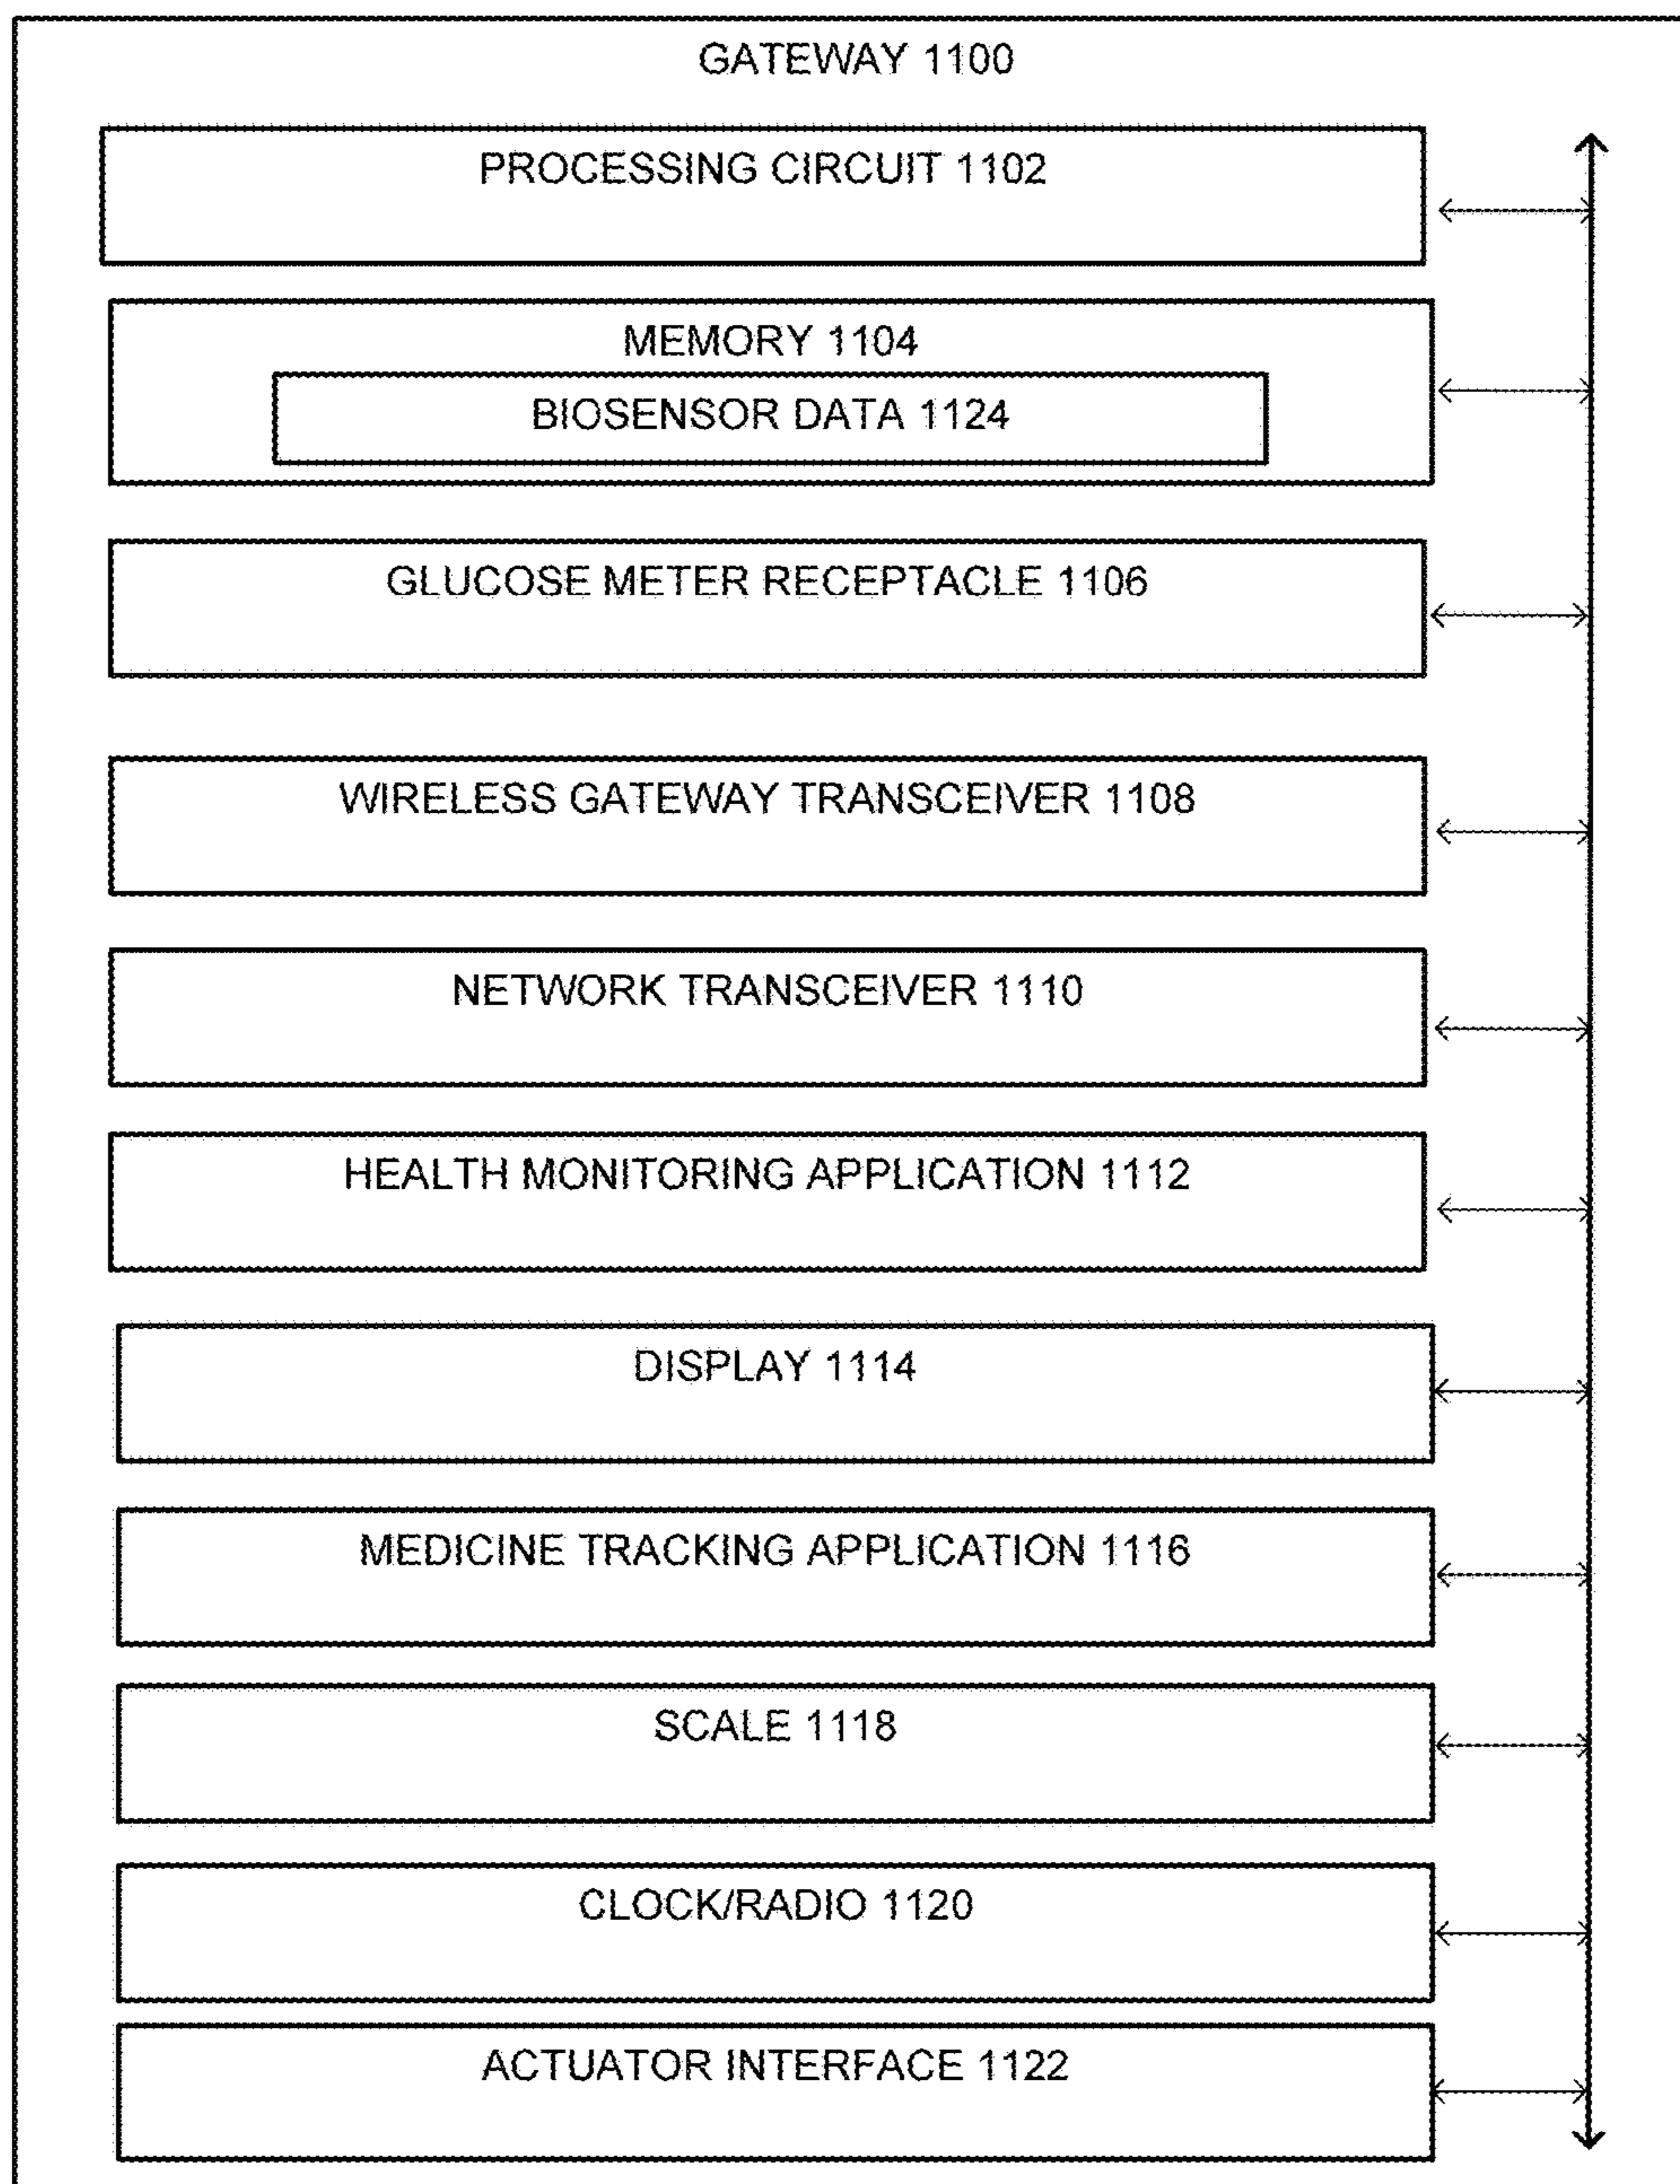 GATEWAY 1100
PROCESSING CIRCUIT 1102
MEMORY 1104
BIOSENSOR DATA 1124
GLUCOSE METER RECEPTACLE 1106
WIRELESS GATEWAY TRANSCEIVER 1108
NETWORK TRANSCEIVER 1110
HEALTH MONITORING APPLICATION 1112
DISPLAY 1114
MEDICINE TRACKING APPLICATION 1116
SCALE 1118
CLOCK/RADIO 1120
ACTUATOR INTERFACE 1122